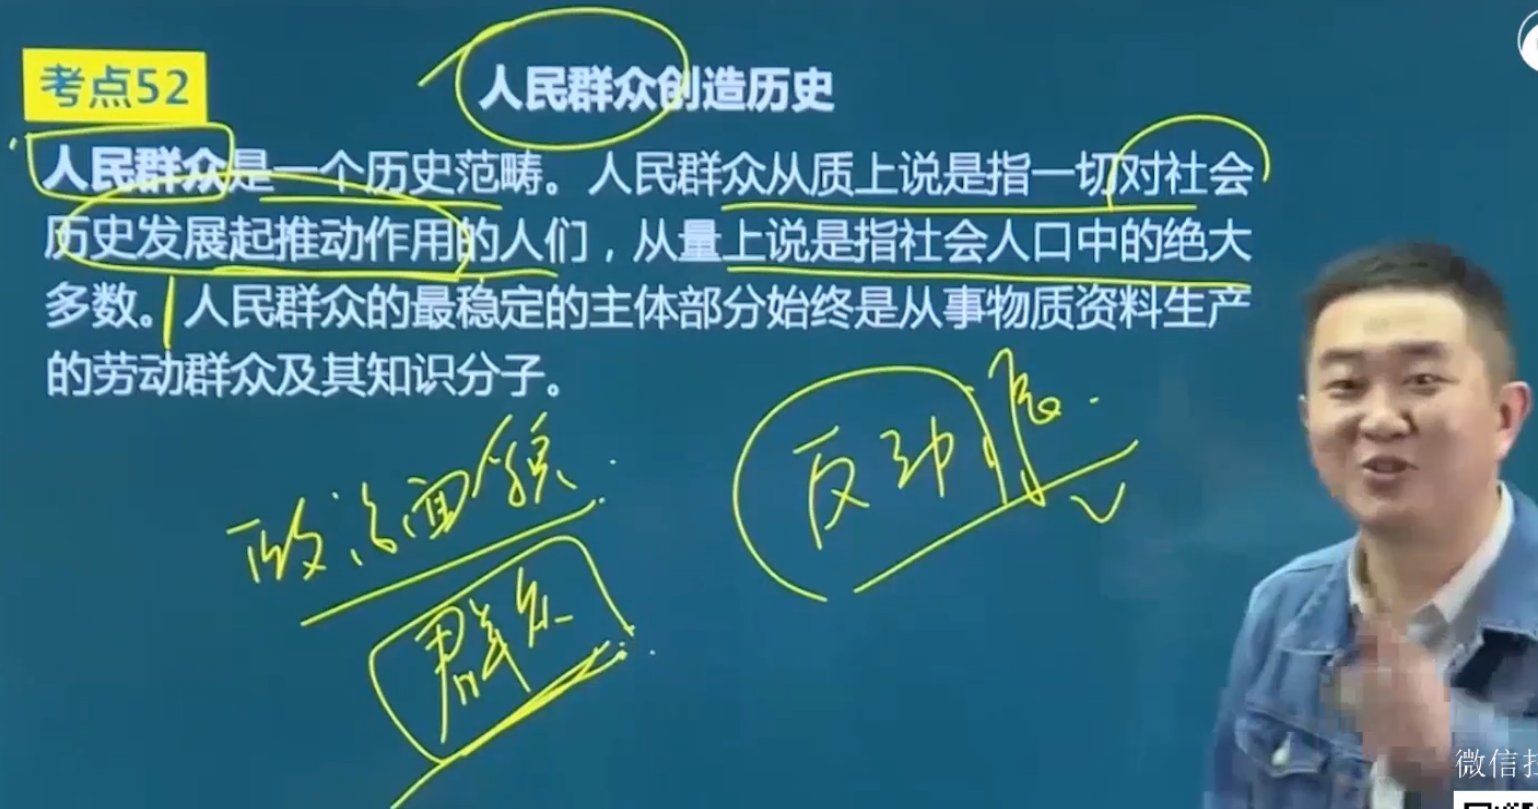 考点52
人民群众创造历史
人民群众是一个历史范畴。人民群众从质上说是指一切对社会
历史发展起推动作用的人们，从量上说是指社会人口中的绝大
多数。人民群众的最稳定的主体部分始终是从事物质资料生产
的劳动群众及其知识分子。
政治面貌
群众
反动派
微信扫